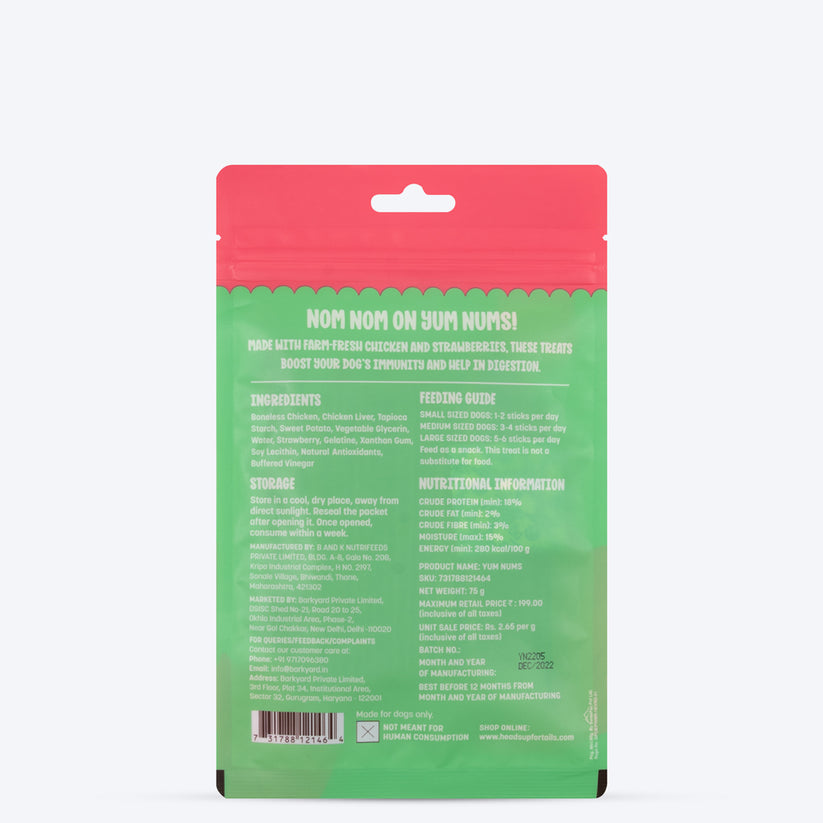 NOM NOM ON YUM NUMS!
MADE WITH FARM-FRESH CHICKEN AND STRAWBERRIES, THESE TREATS
BOOST YOUR DOG'S IMMUNITY AND HELP IN DIGESTION.
INGREDIENTS
Boneless Chicken, Chicken Liver, Tapioca
Starch, Sweet Potato, Vegetable Glycerin,
Water, Strawberry, Gelatine, Xanthan Gum,
Soy Lecithin, Natural Antioxidants,
Buffered Vinegar
STORAGE
Store in a cool, dry place, away from
direct sunlight. Reseal the packet
after opening it. Once opened,
consume within a week.
MANUFACTURED BY: B AND K NUTRIFEEDS
PRIVATE LIMITED, BLDG. A-8, Gala No. 208,
Kripa Industrial Complex, H NO. 2197,
Sonale Village, Bhiwandi, Thane,
Maharashtra, 421302
MARKETED BY: Barkyard Private Limited,
DSISC Shed No-21, Road 20 to 25,
Okhla Industrial Area, Phase-2,
Near Gol Chakkar, New Delhi, Delhi -110020
FOR QUERIES/FEEDBACK/COMPLAINTS
Contact our customer care at:
Phone: +91 9717096380
Email: info@barkyard.in
Address: Barkyard Private Limited,
3rd Floor, Plot 34, Institutional Area,
Sector 32, Gurugram, Haryana - 122001
FEEDING GUIDE
SMALL SIZED DOGS: 1-2 sticks per day
MEDIUM SIZED DOGS: 3-4 sticks per day
LARGE SIZED DOGS: 5-6 sticks per day
Feed as a snack. This treat is not a
substitute for food.
NUTRITIONAL INFORMATION
CRUDE PROTEIN (min): 18%
CRUDE FAT (min): 2%
CRUDE FIBRE (min): 3%
MOISTURE (max): 15%
ENERGY (min): 280 kcal/100 g
PRODUCT NAME: YUM NUMS
SKU: 731788121464
NET WEIGHT: 75 g
MAXIMUM RETAIL PRICE ₹ : 199.00
(inclusive of all taxes)
UNIT SALE PRICE: Rs. 2.65 per g
(inclusive of all taxes)
BATCH NO.: YN2205
MONTH AND YEAR DEC/2022
OF MANUFACTURING:
BEST BEFORE 12 MONTHS FROM
MONTH AND YEAR OF MANUFACTURING
7 31788 12146 4
Made for dogs only.
NOT MEANT FOR
HUMAN CONSUMPTION
SHOP ONLINE:
www.headsupfortails.com